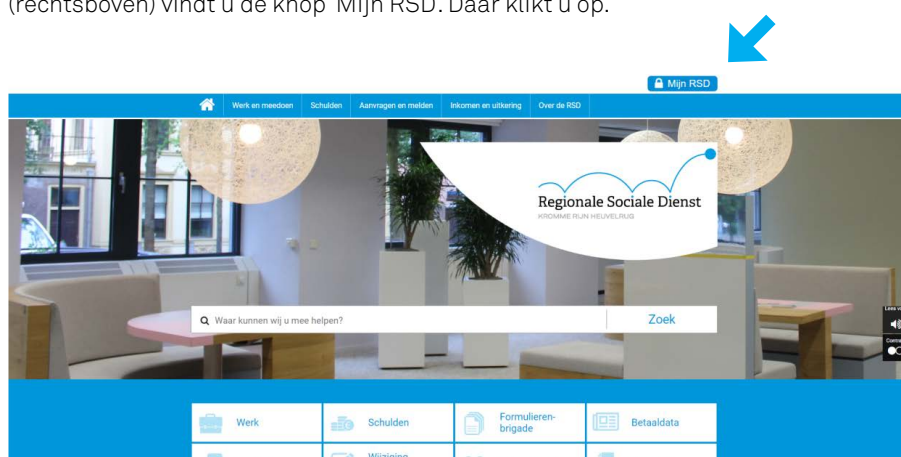 (rechtsboven) vindt u de knop 'Mijn RSD'. Daar klikt u op.
Mijn RSD
Werk en meedoen Schulden Aanvragen en melden Inkomen en uitkering Over de RSD
Regionale Sociale Dienst
KROMME RIJN HEUVELRUG
Waar kunnen wij u mee helpen? Zoek
Lees
Werk Schulden Formulieren-
brigade Betaaldata
Wijziging